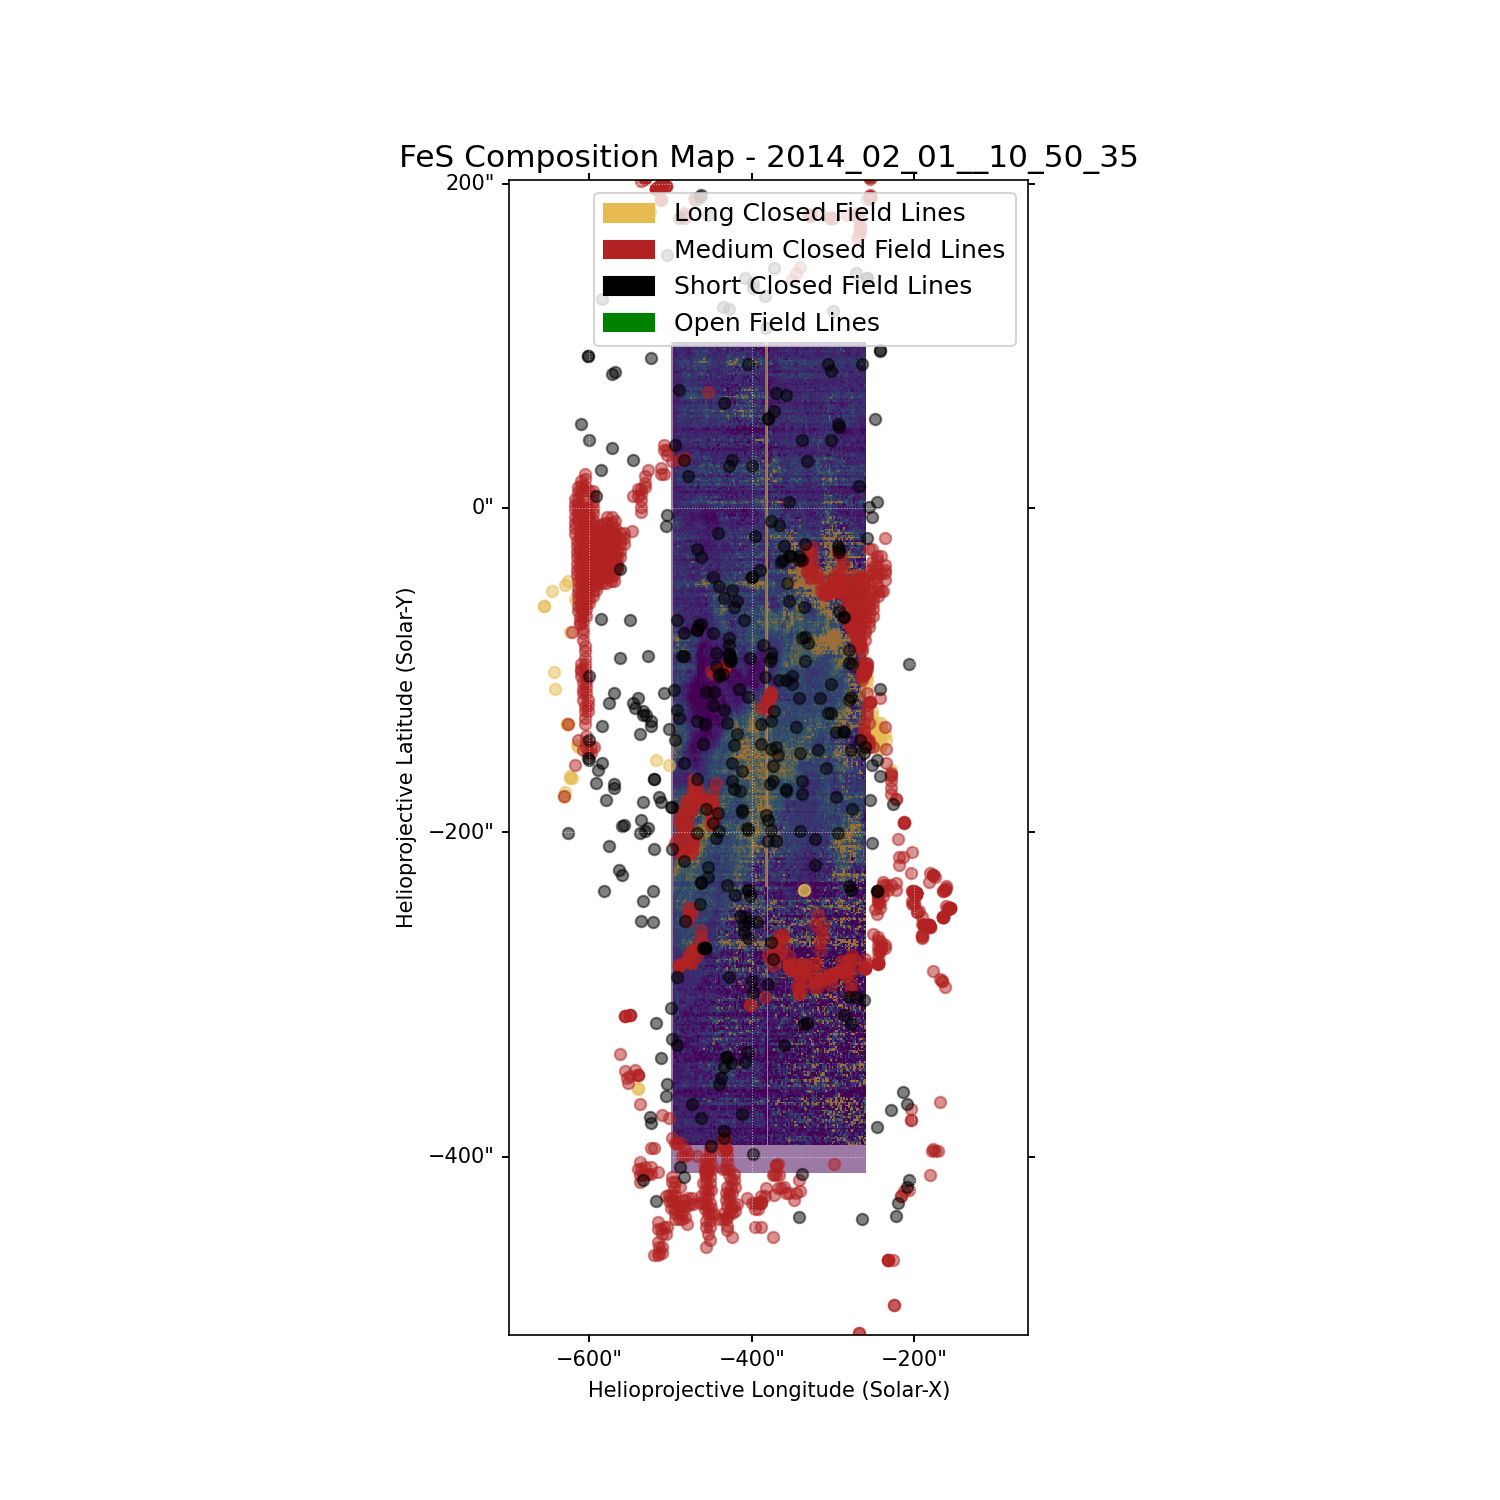 FeS Composition Map - 2014_02_01__10_50_35
200"
Long Closed Field Lines
Medium Closed Field Lines
Short Closed Field Lines
Open Field Lines
0"
−200"
−400"
Helioprojective Latitude (Solar-Y)
−600" −400" −200"
Helioprojective Longitude (Solar-X)